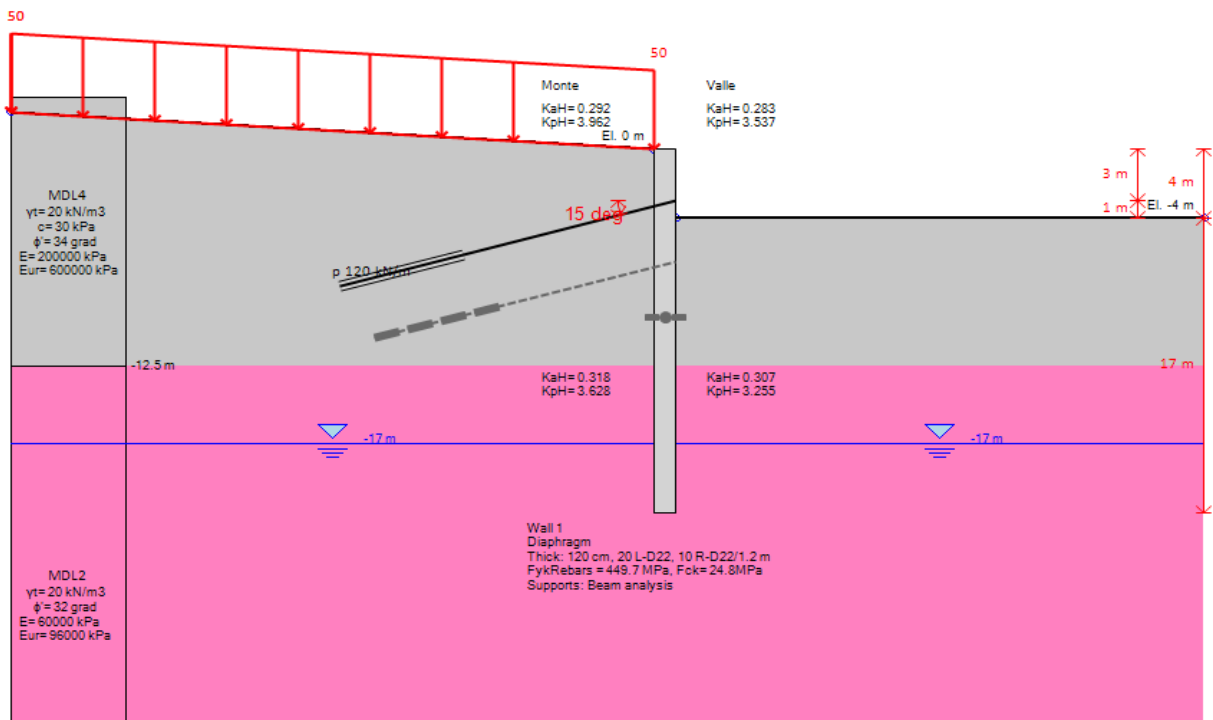 50
50
Monte
KaH= 0.292
KpH= 3.962
El. 0 m
Valle
KaH= 0.283
KpH= 3.537
3 m
4 m
1 m
El. -4 m
MDL4
γt= 20 kN/m3
c= 30 kPa
ϕ'= 34 grad
E= 200000 kPa
Eur= 600000 kPa
15 deg
p 120 kN/m
-12.5 m
17 m
KaH= 0.318
KpH= 3.628
KaH= 0.307
KpH= 3.255
-17 m
-17 m
Wall 1
Diaphragm
Thick: 120 cm, 20 L-D22, 10 R-D22/1.2 m
FykRebars = 449.7 MPa, Fck= 24.8MPa
Supports: Beam analysis
MDL2
γt= 20 kN/m3
ϕ'= 32 grad
E= 60000 kPa
Eur= 96000 kPa